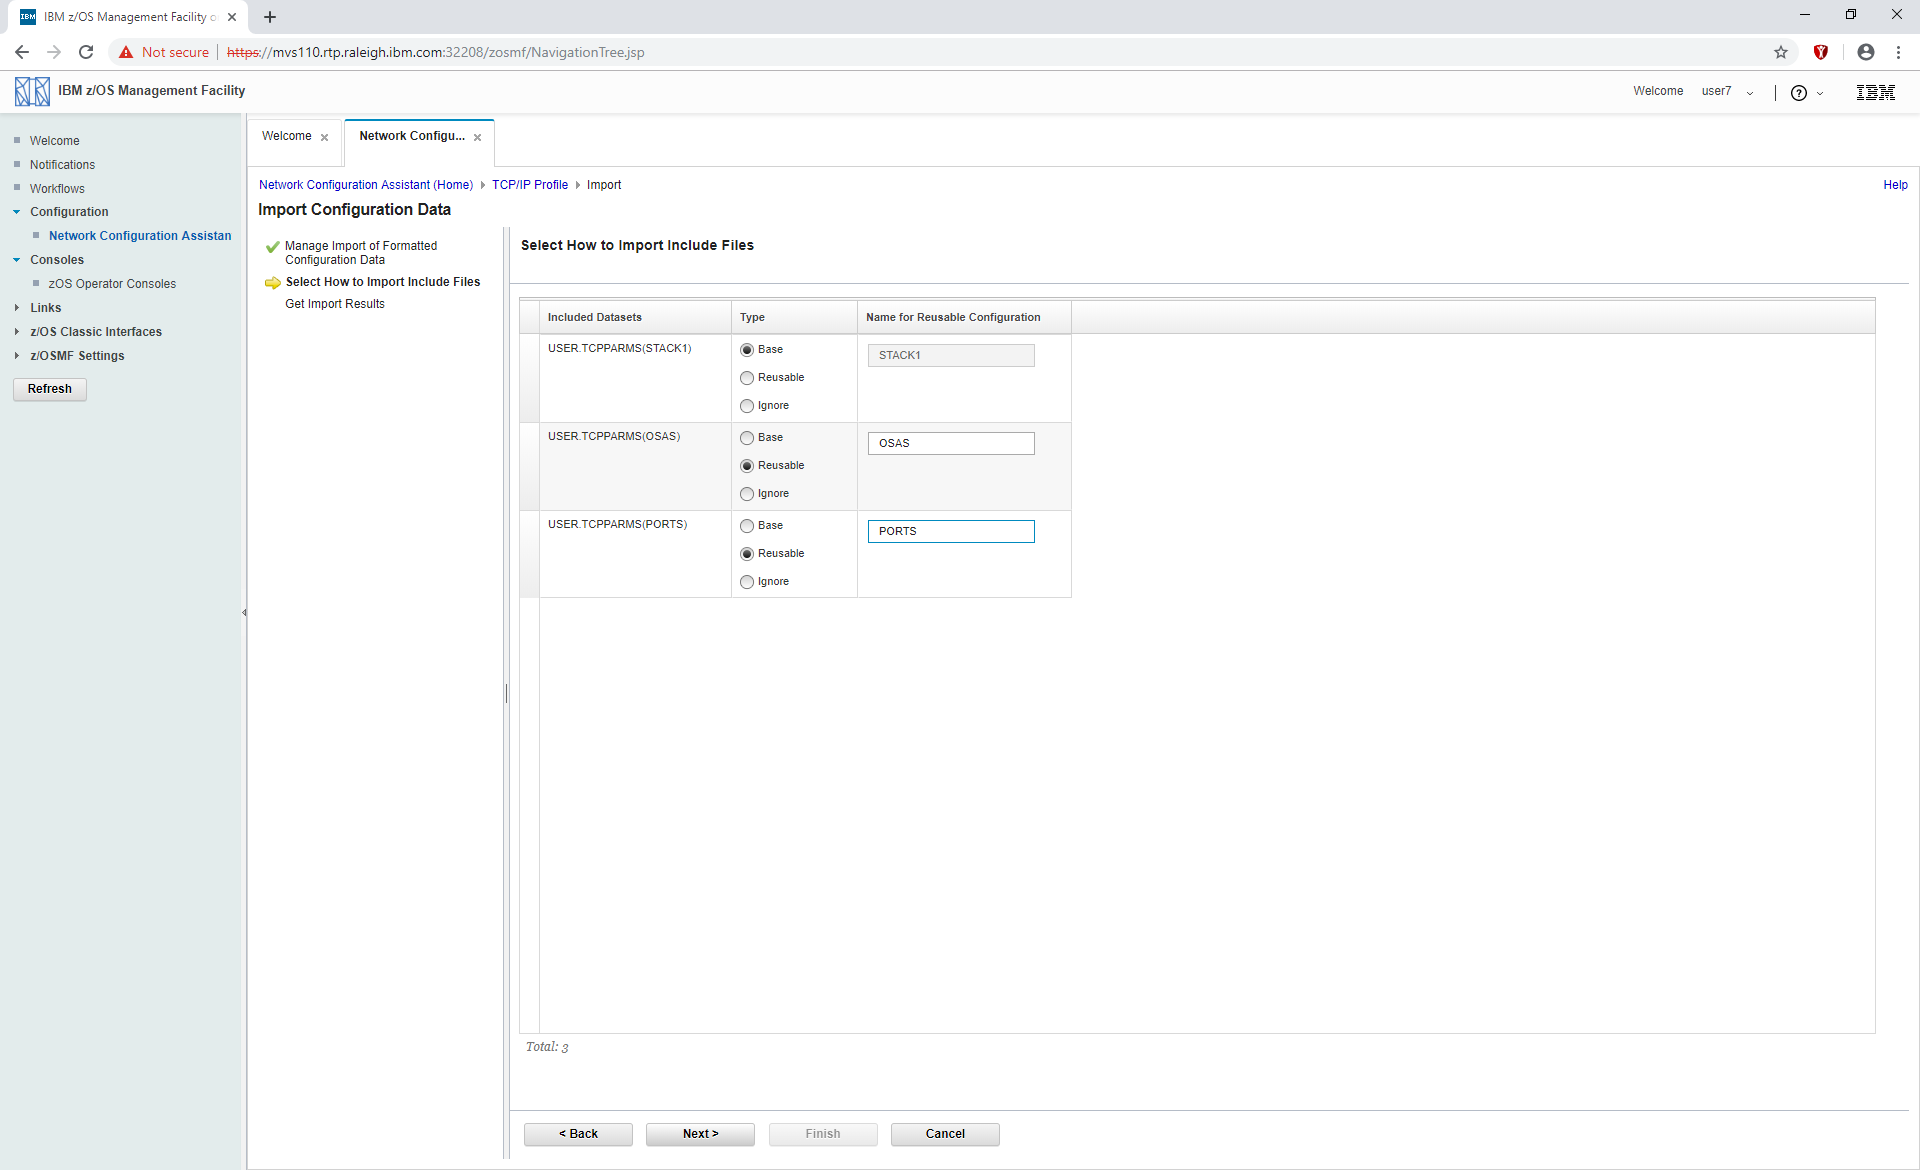 IBM z/OS Management Facility o
Not secure
https://mvs110.rtp.raleigh.ibm.com:32208/zosmf/NavigationTree.jsp
IBM z/OS Management Facility
Welcome user7
IBM
Welcome
Notifications
Workflows
Configuration
Network Configuration Assistan
Consoles
zOS Operator Consoles
Links
z/OS Classic Interfaces
z/OSMF Settings
Refresh
Welcome
Network Configu...
Network Configuration Assistant (Home) TCP/IP Profile Import
Help
Import Configuration Data
Manage Import of Formatted
Configuration Data
Select How to Import Include Files
Get Import Results
Select How to Import Include Files
Included Datasets Type Name for Reusable Configuration
USER.TCPPARMS(STACK1) Base STACK1
Reusable
Ignore
USER.TCPPARMS(OSAS) Base OSAS
Reusable
Ignore
USER.TCPPARMS(PORTS) Base PORTS
Reusable
Ignore
Total: 3
< Back Next > Finish Cancel